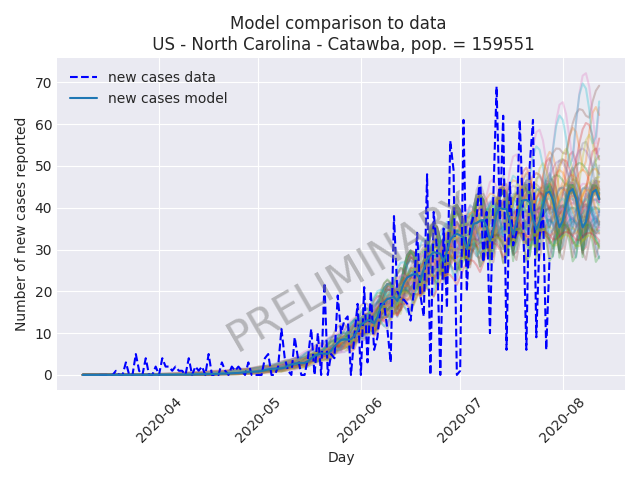 Model comparison to data
US - North Carolina - Catawba, pop. = 159551
new cases data
new cases model
Number of new cases reported
70
60
50
40
30
20
10
0
PRELIMINARY
2020-04
2020-05
2020-06
2020-07
2020-08
Day